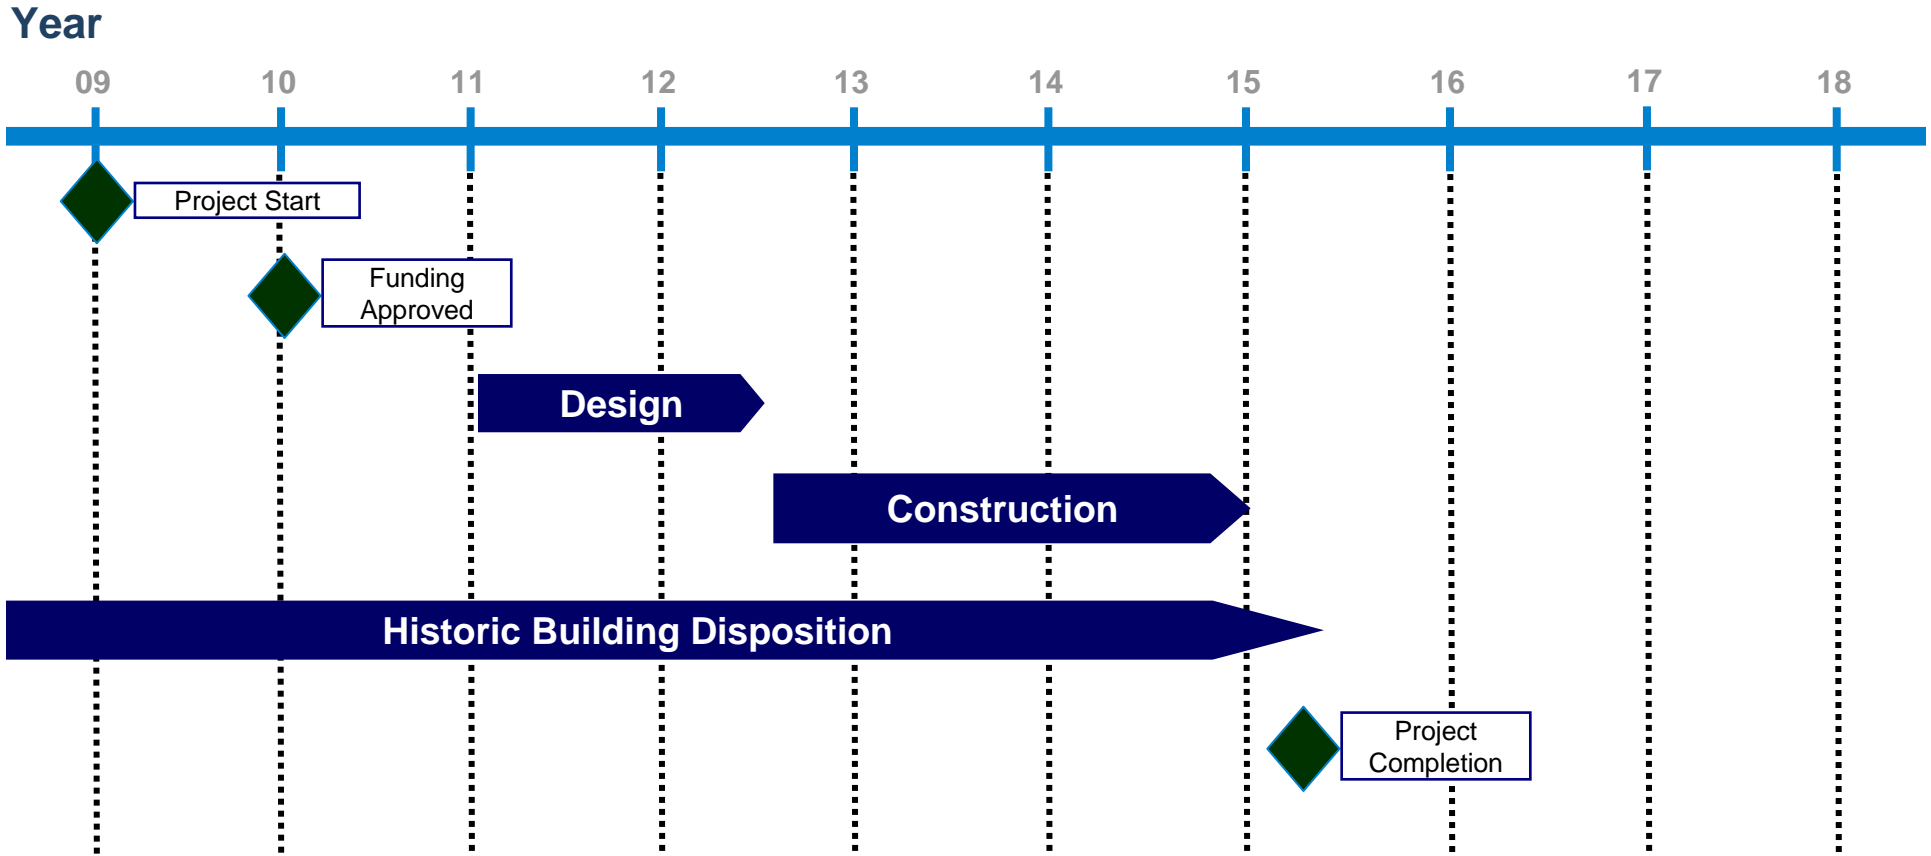 Year
09 10 11 12 13 14 15 16 17 18
Project Start
Funding
Approved
Design
Construction
Historic Building Disposition
Project
Completion